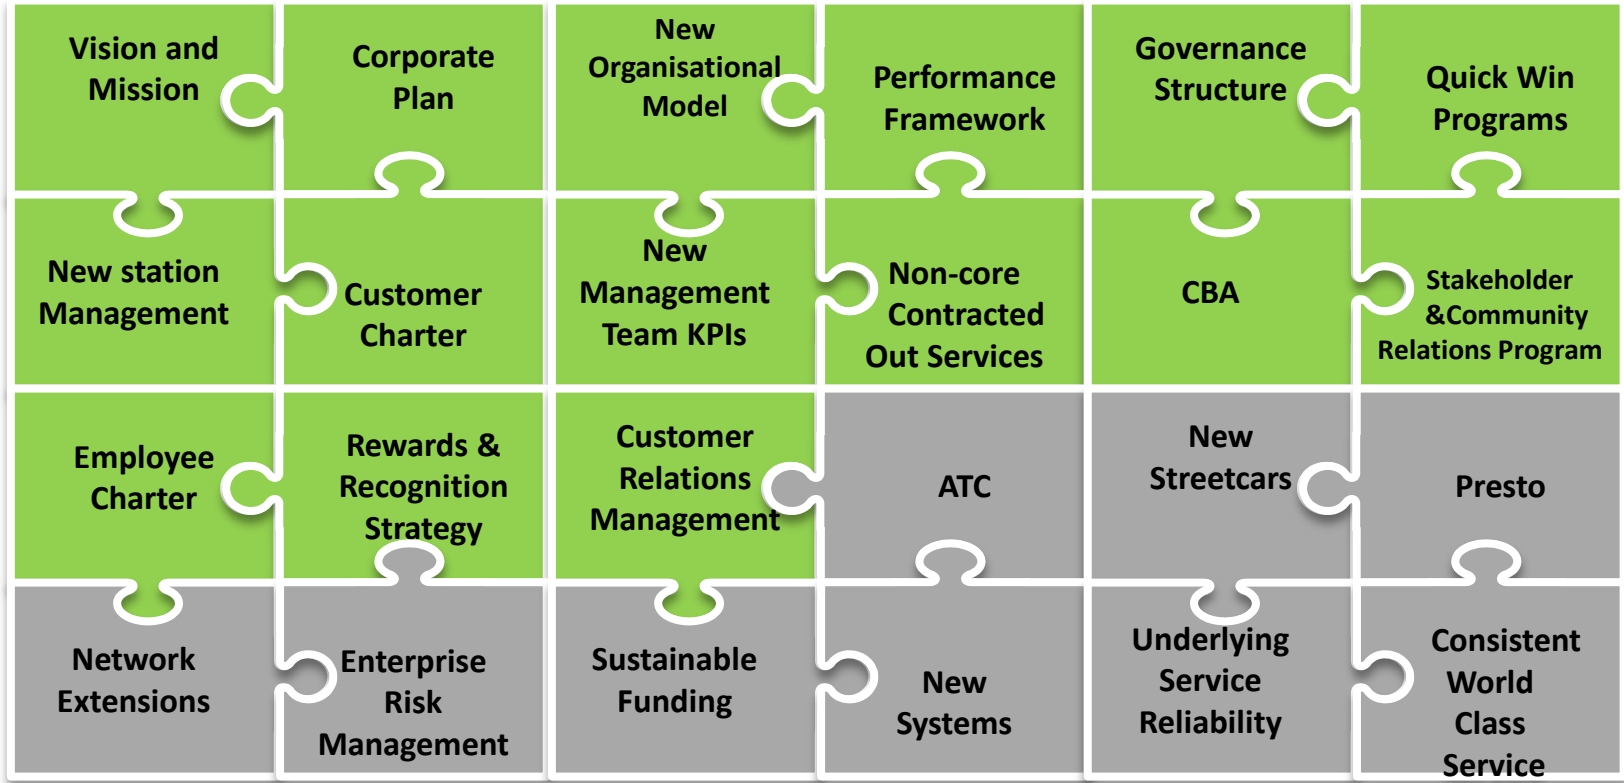 Vision and
Mission
Corporate
Plan
New
Organisational
Model
Performance
Framework
Governance
Structure
Quick Win
Programs
New station
Management
Customer
Charter
New
Management
Team KPIs
Non-core
Contracted
Out Services
CBA
Stakeholder
&Community
Relations Program
Employee
Charter
Rewards &
Recognition
Strategy
Customer
Relations
Management
ATC
New
Streetcars
Presto
Network
Extensions
Enterprise
Risk
Management
Sustainable
Funding
New
Systems
Underlying
Service
Reliability
Consistent
World
Class
Service